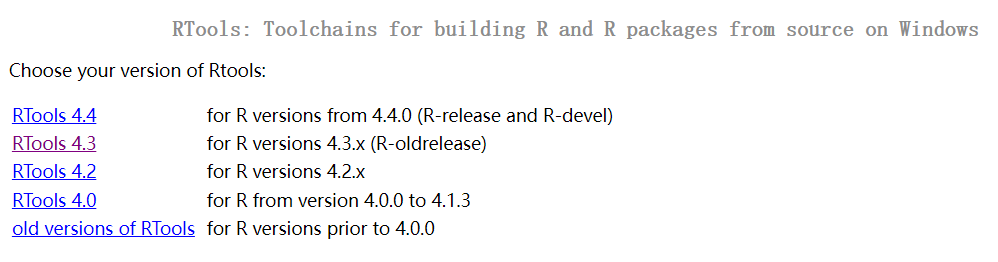 RTools: Toolchains for building R and R packages from source on Windows
Choose your version of Rtools:
RTools 4.4 for R versions from 4.4.0 (R-release and R-devel)
RTools 4.3 for R versions 4.3.x (R-oldrelease)
RTools 4.2 for R versions 4.2.x
RTools 4.0 for R from version 4.0.0 to 4.1.3
old versions of RTools for R versions prior to 4.0.0